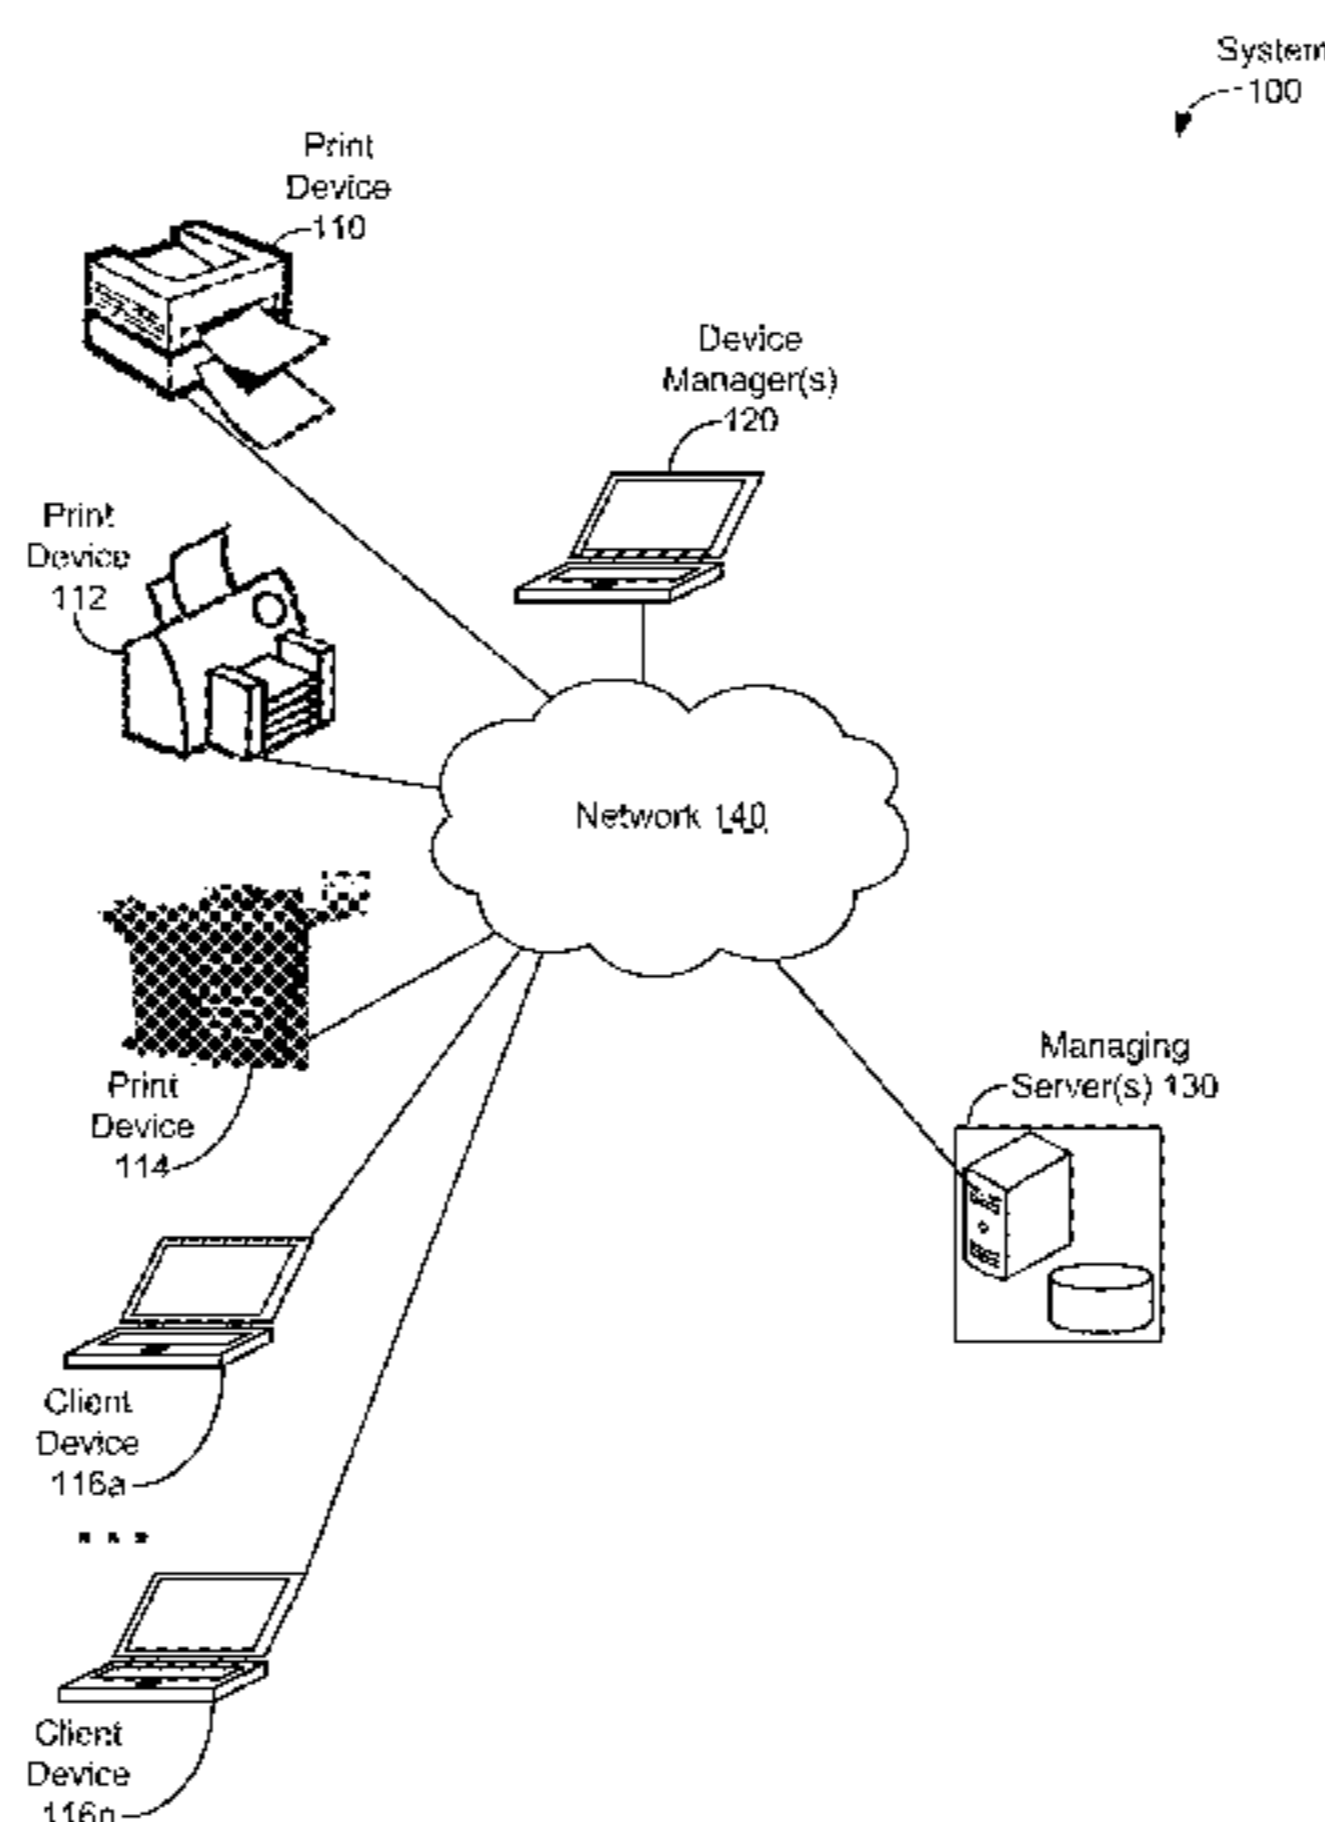 System
100
Print
Device
110
Device
Manager(s)
120
Print
Device
112
Network 140
Print
Device
114
Managing
Server(s) 130
Client
Device
116a
...
Client
Device
116n